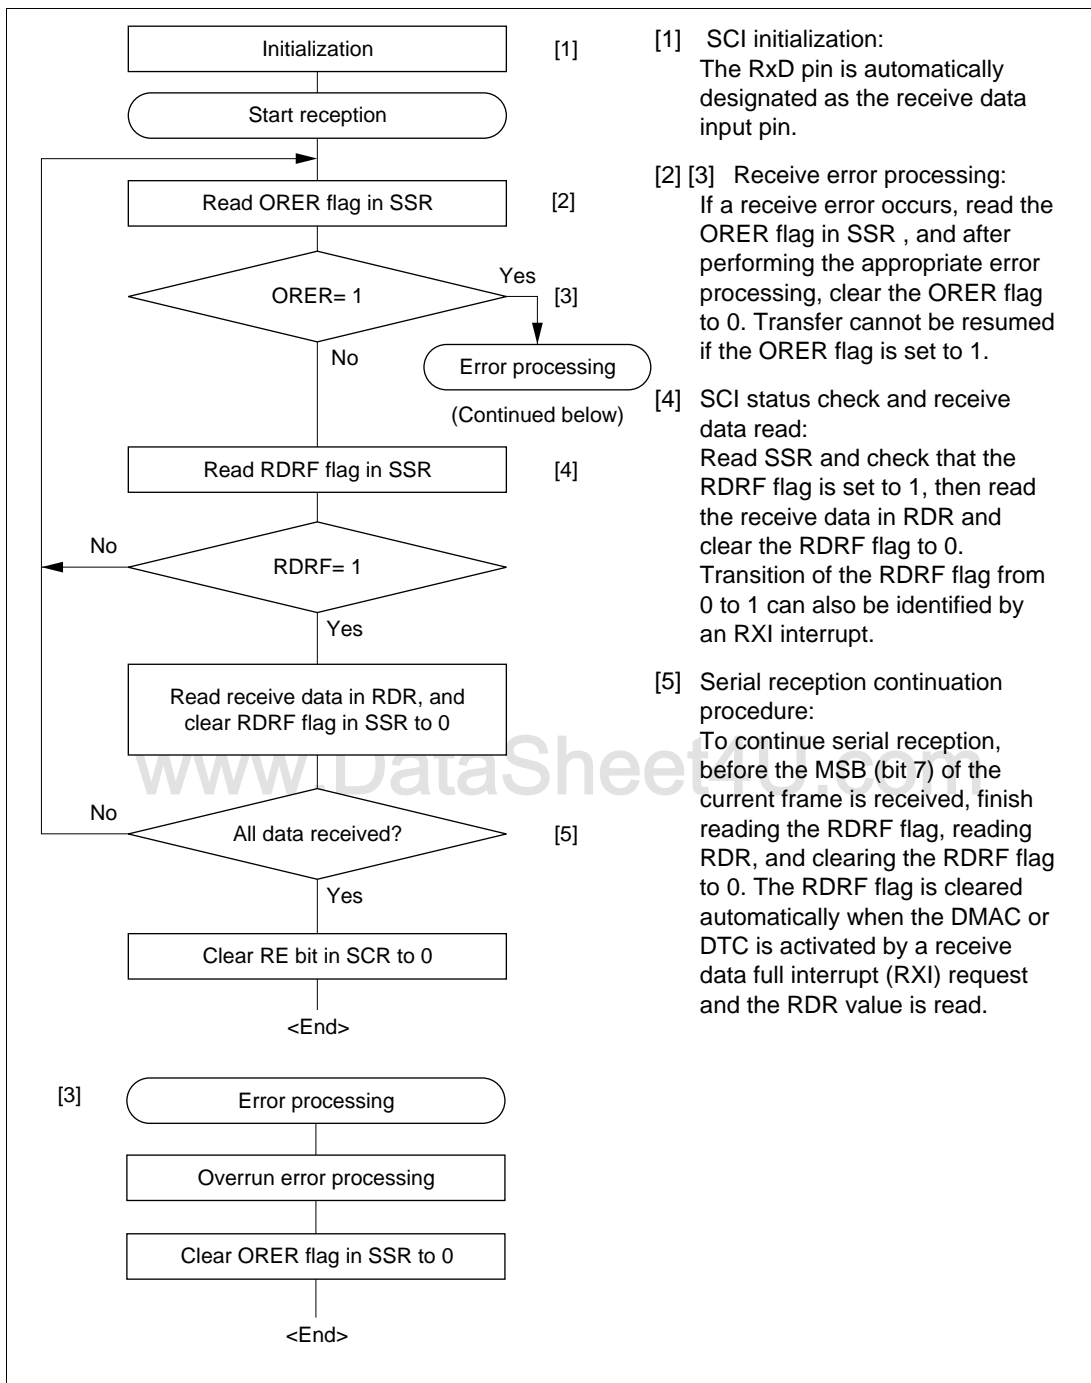 Initialization [1]
Start reception
Read ORER flag in SSR [2]
Yes
ORER= 1 [3]
No
Error processing
(Continued below)
Read RDRF flag in SSR [4]
No
RDRF= 1
Yes
Read receive data in RDR, and
clear RDRF flag in SSR to 0
No
All data received? [5]
Yes
Clear RE bit in SCR to 0
<End>
[3] Error processing
Overrun error processing
Clear ORER flag in SSR to 0
<End>
[1] SCI initialization:
The RxD pin is automatically
designated as the receive data
input pin.
[2] [3] Receive error processing:
If a receive error occurs, read the
ORER flag in SSR , and after
performing the appropriate error
processing, clear the ORER flag
to 0. Transfer cannot be resumed
if the ORER flag is set to 1.
[4] SCI status check and receive
data read:
Read SSR and check that the
RDRF flag is set to 1, then read
the receive data in RDR and
clear the RDRF flag to 0.
Transition of the RDRF flag from
0 to 1 can also be identified by
an RXI interrupt.
[5] Serial reception continuation
procedure:
To continue serial reception,
before the MSB (bit 7) of the
current frame is received, finish
reading the RDRF flag, reading
RDR, and clearing the RDRF flag
to 0. The RDRF flag is cleared
automatically when the DMAC or
DTC is activated by a receive
data full interrupt (RXI) request
and the RDR value is read.
www.DataSheet4U.com